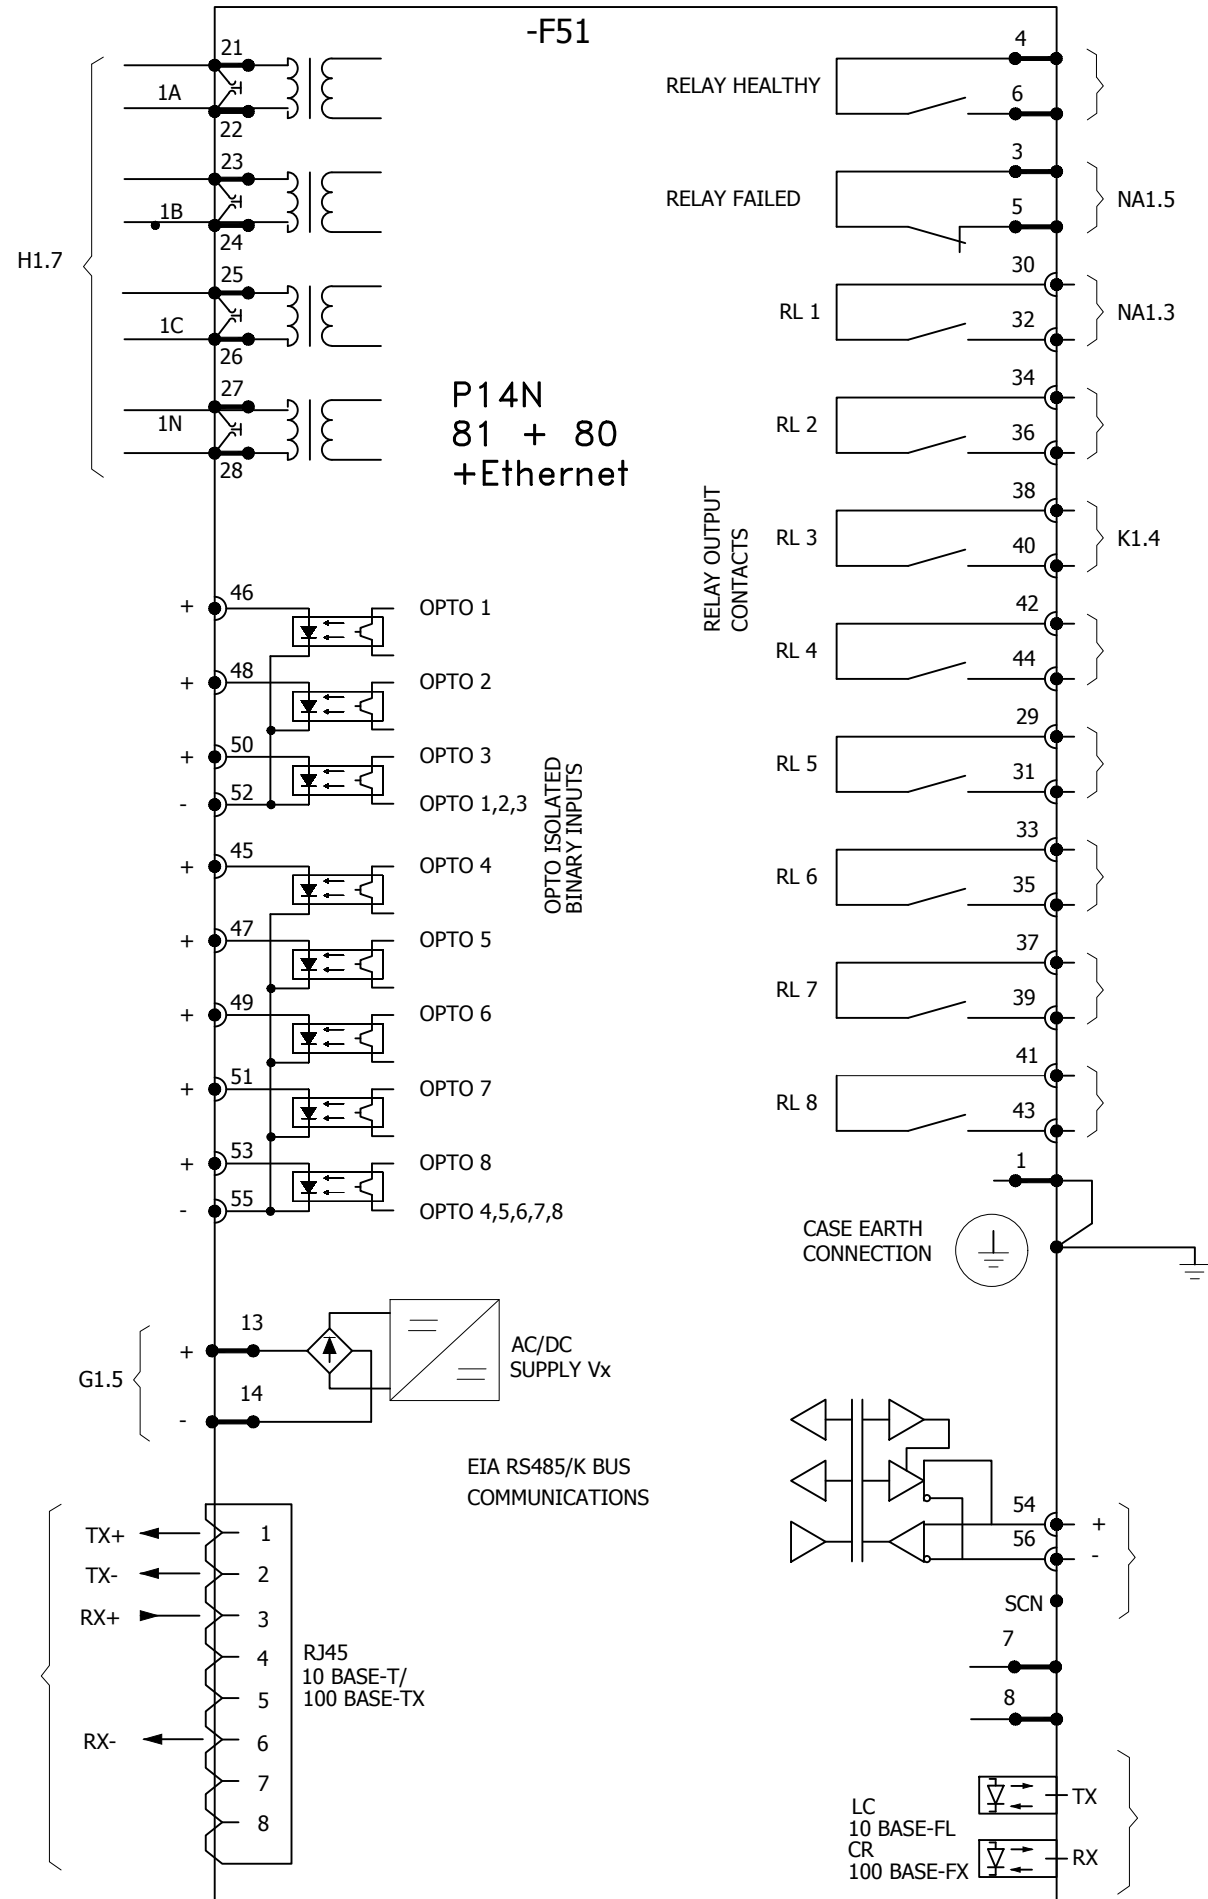 -F51
21
1A
22
23
1B
24
H1.7
25
1C
26
27
1N
28
P14N
81 + 80
+Ethernet
+ 46 OPTO 1
+ 48 OPTO 2
+ 50 OPTO 3
- 52 OPTO 1,2,3
+ 45 OPTO 4
+ 47 OPTO 5
+ 49 OPTO 6
+ 51 OPTO 7
+ 53 OPTO 8
- 55 OPTO 4,5,6,7,8
OPTO ISOLATED
BINARY INPUTS
13
+
G1.5
14
-
AC/DC
SUPPLY Vx
EIA RS485/K BUS
COMMUNICATIONS
TX+ 1
TX- 2
RX+ 3
4
5
RX- 6
7
8
RJ45
10 BASE-T/
100 BASE-TX
4
RELAY HEALTHY
6
3
RELAY FAILED
5
NA1.5
30
RL 1
32
NA1.3
34
RL 2
36
RELAY OUTPUT
CONTACTS
38
RL 3
40
K1.4
42
RL 4
44
29
RL 5
31
33
RL 6
35
37
RL 7
39
41
RL 8
43
1
CASE EARTH
CONNECTION
54
+
56
-
SCN
7
8
LC
10 BASE-FL
CR
100 BASE-FX
TX
RX